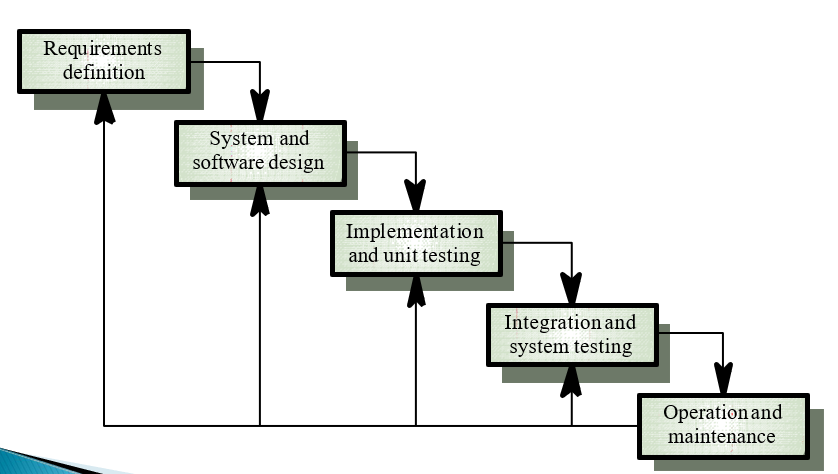 Requirements
definition
System and
software design
Implementation
and unit testing
Integration and
system testing
Operation and
maintenance